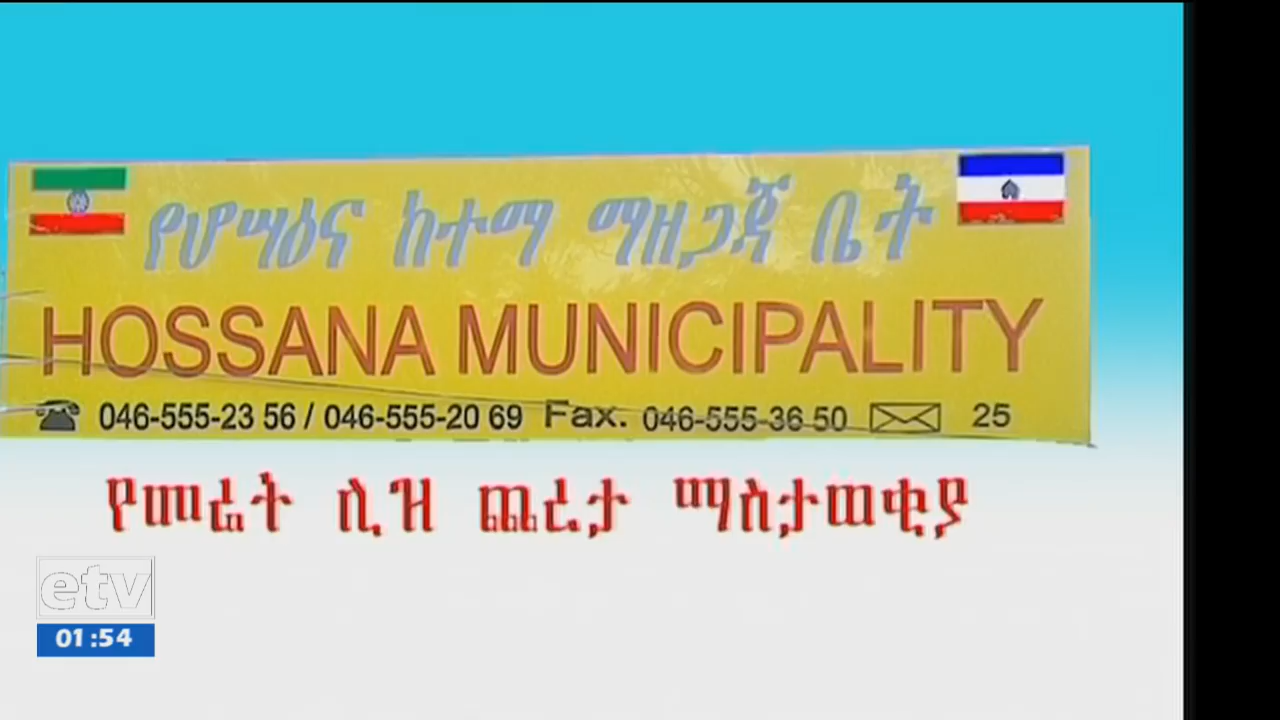 የሆሣዕና ከተማ ማዘጋጃ ቤት
HOSSANA MUNICIPALITY
046-555-23 56 / 046-555-20 69 Fax. 046-555-36 50 25
የመሬት ሊዝ ጨረታ ማስታወቂያ
etv
01:54